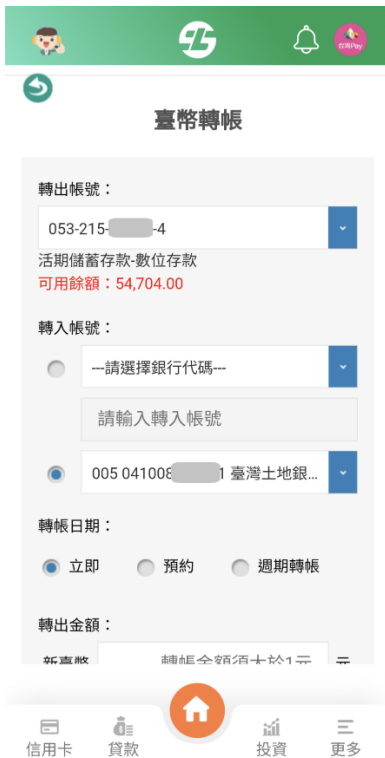 台灣Pay
臺幣轉帳
轉出帳號：
053-215- -4
活期儲蓄存款-數位存款
可用餘額：54,704.00
轉入帳號：
---請選擇銀行代碼---
請輸入轉入帳號
005 041008 1 臺灣土地銀...
轉帳日期：
立即 預約 週期轉帳
轉出金額：
新臺幣 轉帳金額須大於1元 元
信用卡 貸款 投資 更多